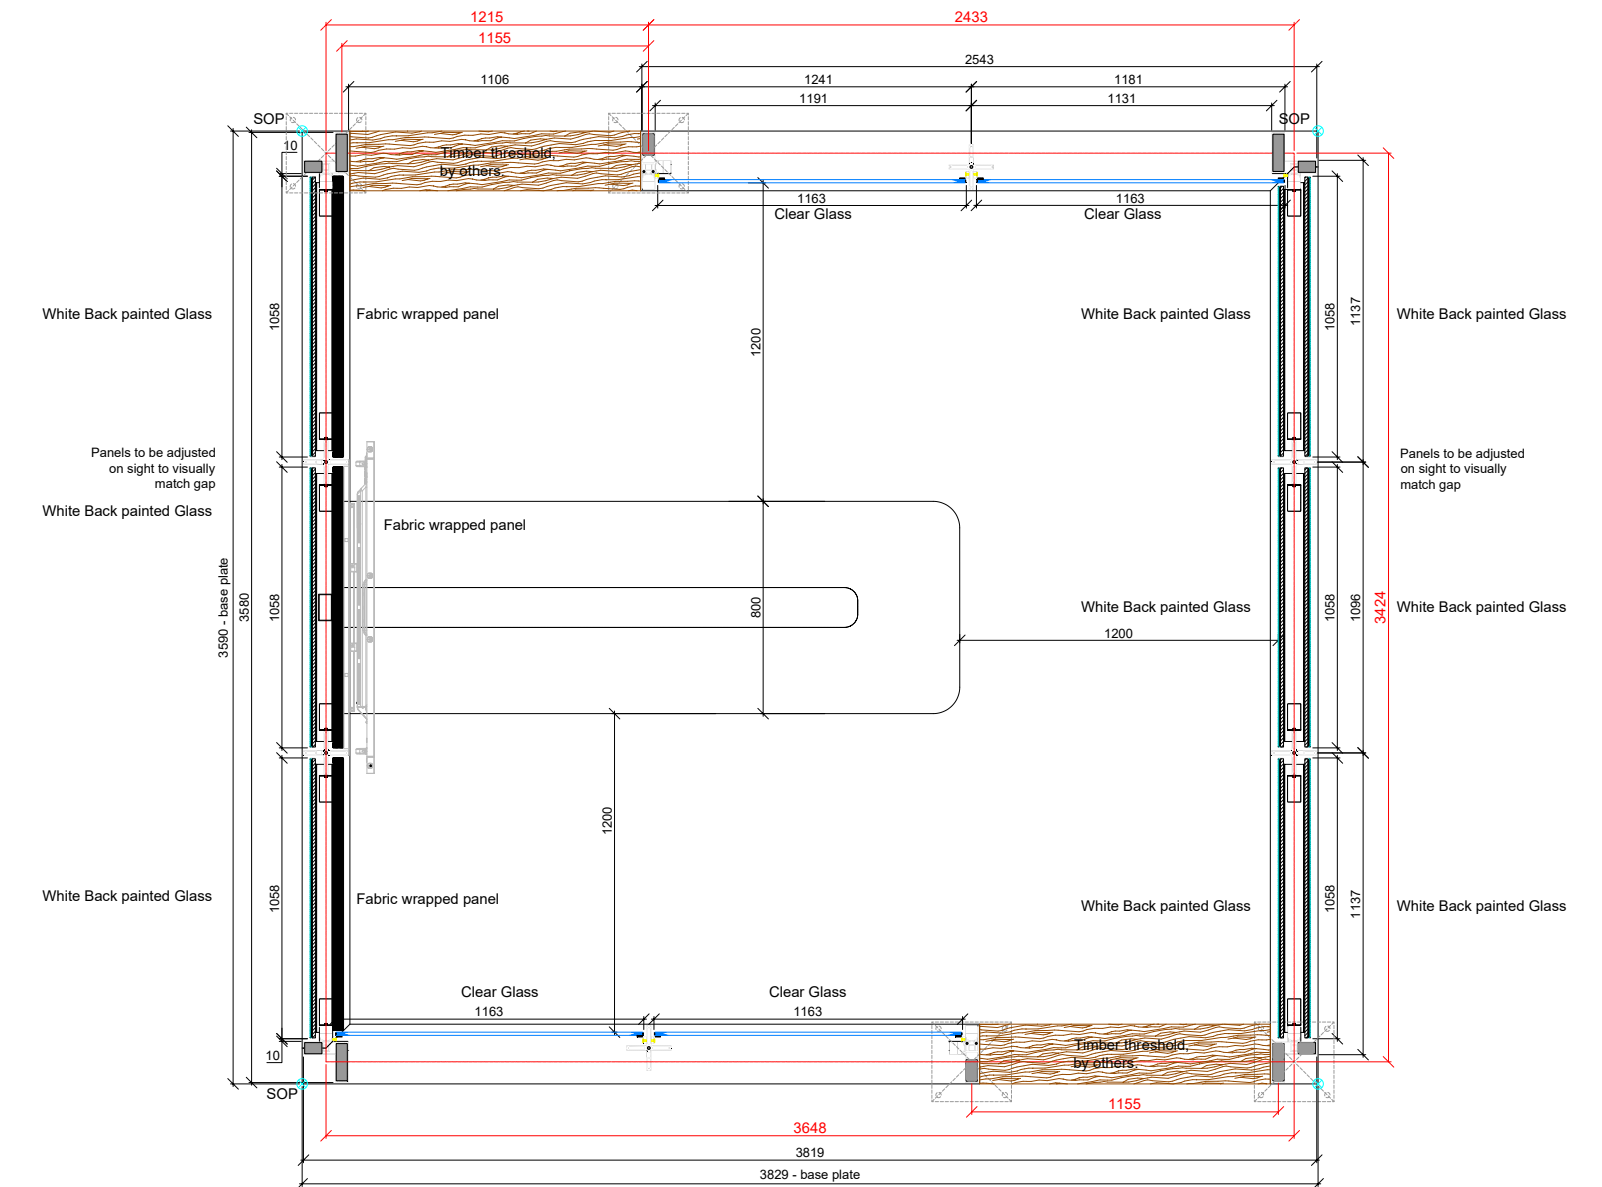 1215
2433
1155
2543
1106
1241
1181
1191
1131
SOP
SOP
10
Timber threshold,
by others.
1163
1163
Clear Glass
Clear Glass
White Back painted Glass
1058
Fabric wrapped panel
1200
White Back painted Glass
1058
1137
White Back painted Glass
Panels to be adjusted
on sight to visually
match gap
Panels to be adjusted
on sight to visually
match gap
White Back painted Glass
Fabric wrapped panel
3590 - base plate
3580
1058
800
White Back painted Glass
1058
1096
3424
White Back painted Glass
1200
1200
White Back painted Glass
1058
Fabric wrapped panel
White Back painted Glass
1058
1137
White Back painted Glass
Clear Glass
Clear Glass
1163
1163
10
Timber threshold,
by others.
SOP
1155
3648
3819
3829 - base plate